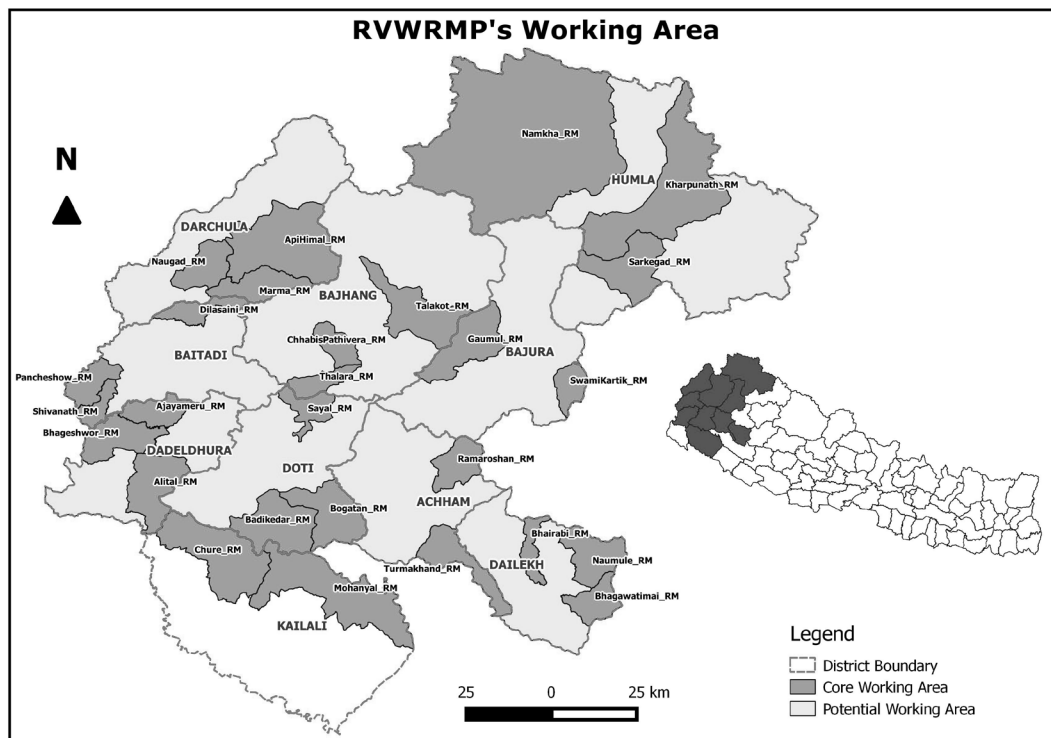 RVWRMP's Working Area
N
Namkha_RM
HUMLA
Kharpunath_RM
DARCHULA
ApiHimal_RM
Naugad_RM
Sarkegad_RM
Marma_RM
BAJHANG
Talakot_RM
Dilasaini_RM
ChhabisPathivera_RM
Gaumul_RM
BAJURA
BAITADI
Pancheshow_RM
Thalara_RM
SwamiKartik_RM
Shivanath_RM
Ajayameru_RM
Sayal_RM
Bhageshwor_RM
DADELDHURA
Ramaroshan_RM
DOTI
Alital_RM
ACHHAM
Bogatan_RM
Badikedar_RM
Bhairabi_RM
Chure_RM
Naumule_RM
DAILEKH
Turmakhand_RM
Mohanyal_RM
Bhagawatimai_RM
KAILALI
Legend
District Boundary
Core Working Area
Potential Working Area
25 0 25 km